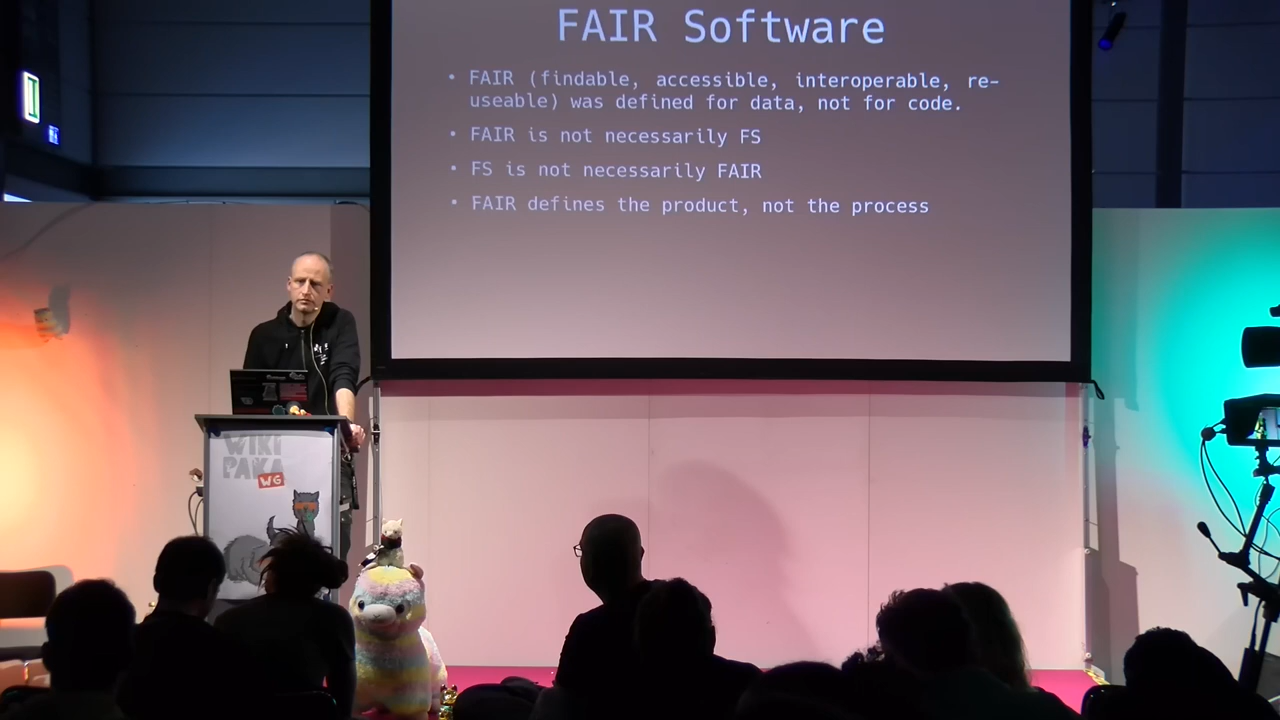 FAIR Software
• FAIR (findable, accessible, interoperable, re-
useable) was defined for data, not for code.
• FAIR is not necessarily FS
• FS is not necessarily FAIR
• FAIR defines the product, not the process
WIKI
PAKA
WG